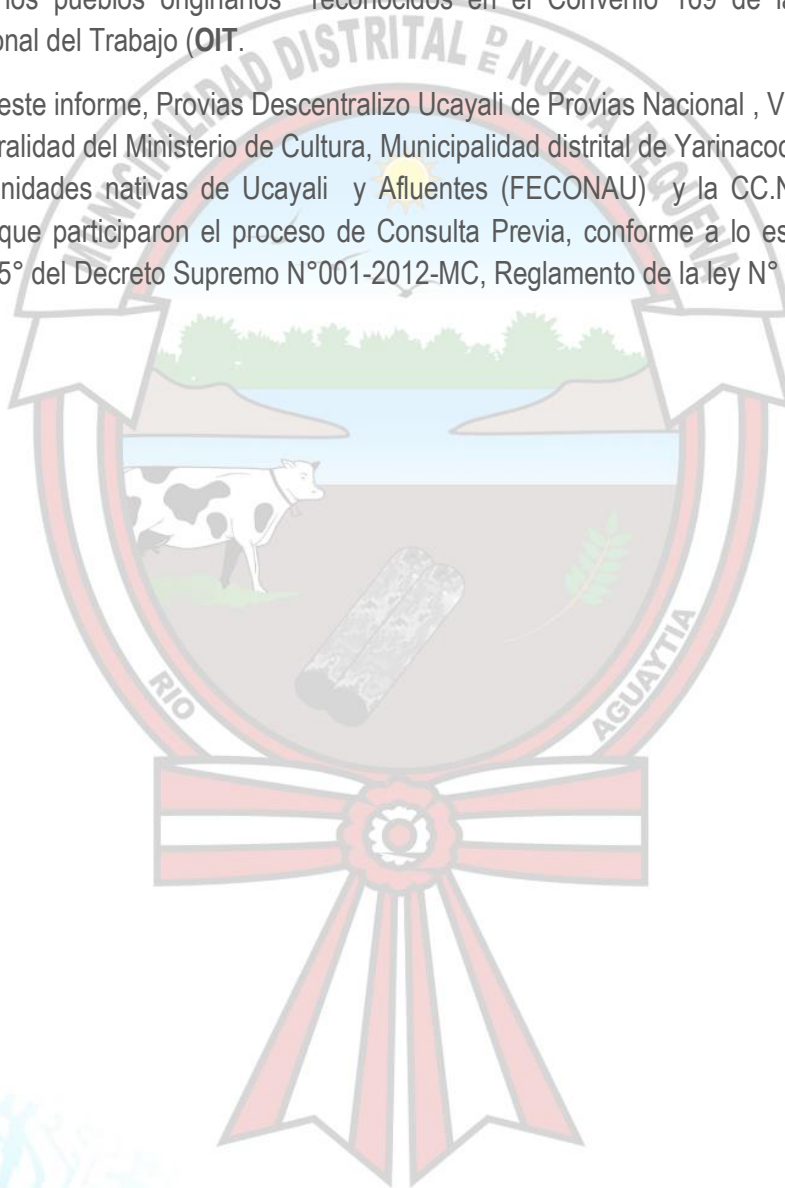 los pueblos originarios" reconocidos en el Convenio 169 de la
onal del Trabajo (OIT.
este informe, Provias Descentralizo Ucayali de Provias Nacional , V
ralidad del Ministerio de Cultura, Municipalidad distrital de Yarinacoc
nidades nativas de Ucayali y Afluentes (FECONAU) y la CC.N
que participaron el proceso de Consulta Previa, conforme a lo es
5° del Decreto Supremo N°001-2012-MC, Reglamento de la ley N°
MUNICIPALIDAD DISTRITAL DE NUEVA REQUENA
RIO
AGUAYTIA